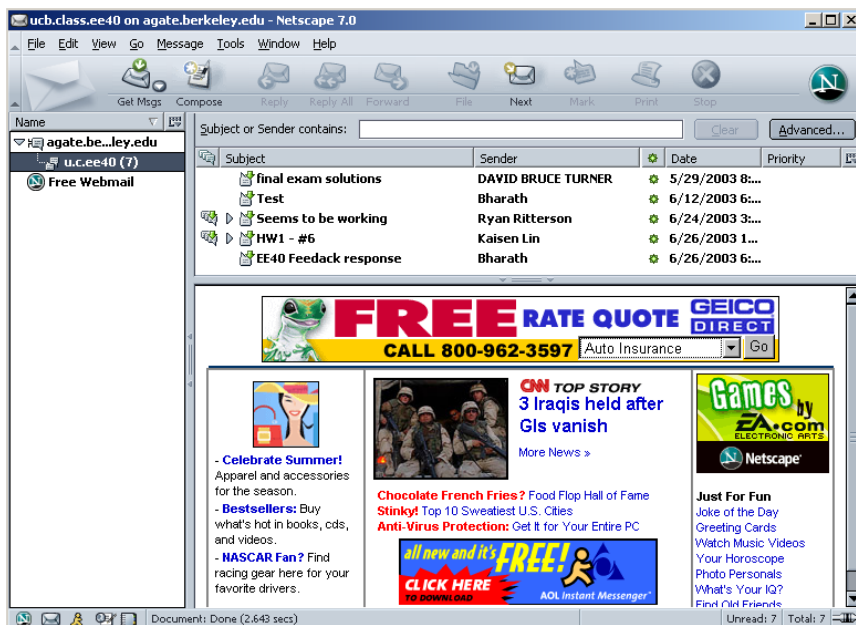 ucb.class.ee40 on agate.berkeley.edu - Netscape 7.0
File Edit View Go Message Tools Window Help
Get Msgs Compose Reply Reply All Forward File Next Mark Print Stop
N
Name
Subject or Sender contains: Clear Advanced...
agate.be...ley.edu
u.c.ee40 (7)
Free Webmail
Subject Sender Date Priority
final exam solutions DAVID BRUCE TURNER 5/29/2003 8:...
Test Bharath 6/12/2003 6:...
Seems to be working Ryan Ritterson 6/24/2003 3:...
HW1 - #6 Kaisen Lin 6/26/2003 1...
EE40 Feedack response Bharath 6/26/2003 6:...
FREE RATE QUOTE GEICO DIRECT
CALL 800-962-3597 Auto Insurance Go
- Celebrate Summer!
Apparel and accessories
for the season.
- Bestsellers: Buy
what's hot in books, cds,
and videos.
- NASCAR Fan? Find
racing gear here for your
favorite drivers.
CNN TOP STORY
3 Iraqis held after
GIs vanish
More News »
Chocolate French Fries? Food Flop Hall of Fame
Stinky! Top 10 Sweatiest U.S. Cities
Anti-Virus Protection: Get It for Your Entire PC
all new and it's FREE!
CLICK HERE
TO DOWNLOAD
AOL Instant Messenger
Games by
EA.com
ELECTRONIC ARTS
N Netscape
Just For Fun
Joke of the Day
Greeting Cards
Watch Music Videos
Your Horoscope
Photo Personals
What's Your IQ?
Find Old Friends
Document: Done (2.643 secs) Unread: 7 Total: 7